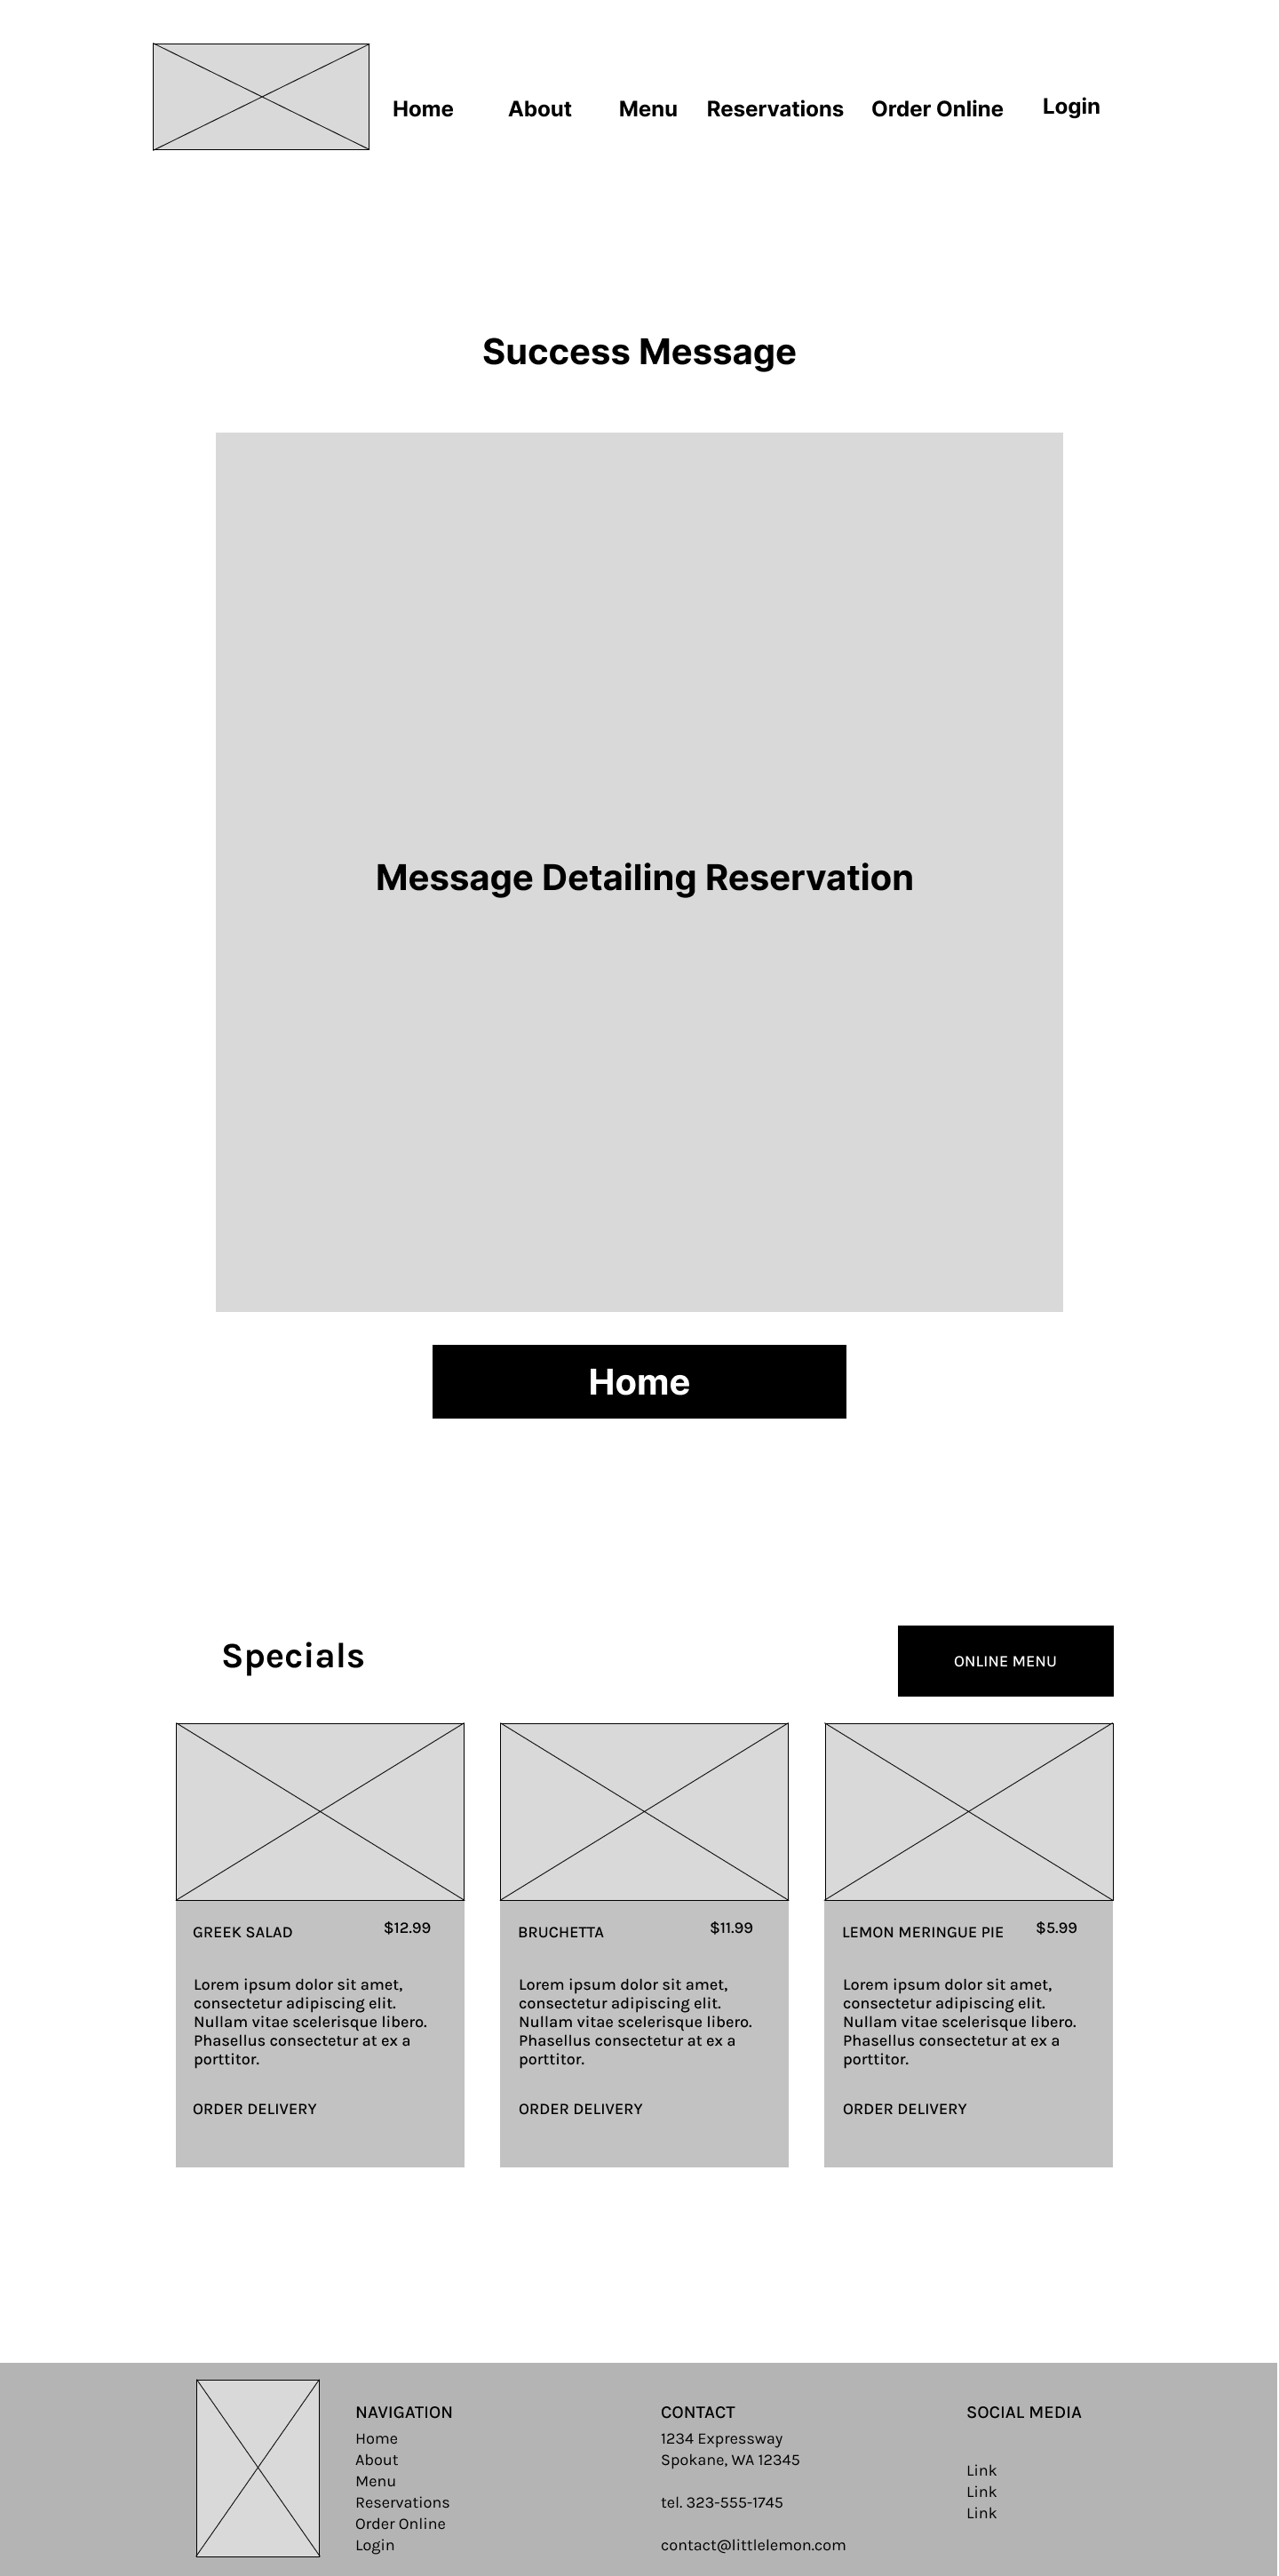 Home About Menu Reservations Order Online Login
Success Message
Message Detailing Reservation
Home
Specials
ONLINE MENU
GREEK SALAD $12.99
Lorem ipsum dolor sit amet,
consectetur adipiscing elit.
Nullam vitae scelerisque libero.
Phasellus consectetur at ex a
porttitor.
ORDER DELIVERY
BRUCHETTA $11.99
Lorem ipsum dolor sit amet,
consectetur adipiscing elit.
Nullam vitae scelerisque libero.
Phasellus consectetur at ex a
porttitor.
ORDER DELIVERY
LEMON MERINGUE PIE $5.99
Lorem ipsum dolor sit amet,
consectetur adipiscing elit.
Nullam vitae scelerisque libero.
Phasellus consectetur at ex a
porttitor.
ORDER DELIVERY
NAVIGATION
Home
About
Menu
Reservations
Order Online
Login
CONTACT
1234 Expressway
Spokane, WA 12345
tel. 323-555-1745
contact@littlelemon.com
SOCIAL MEDIA
Link
Link
Link